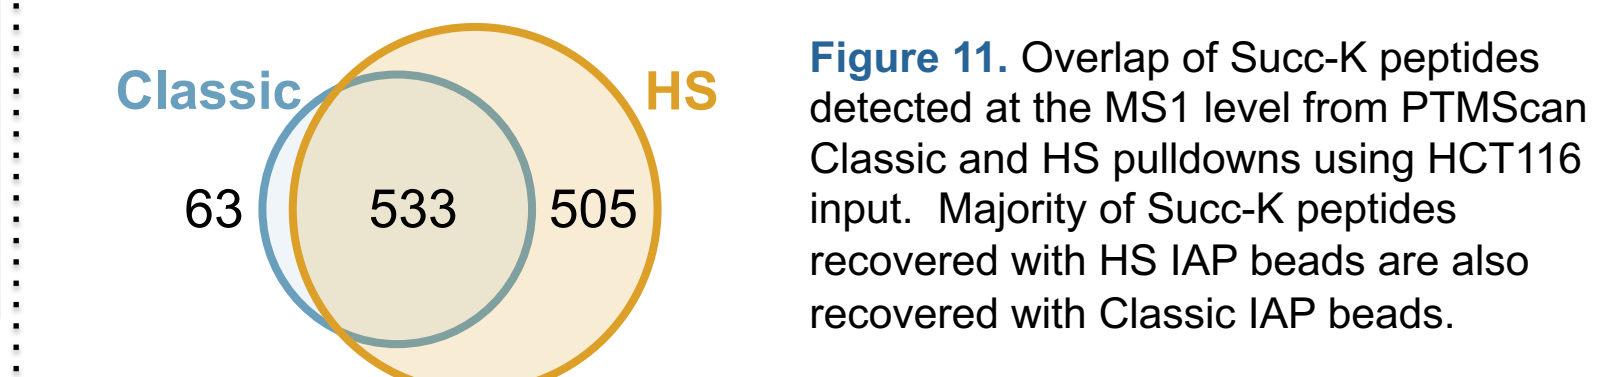 Classic
HS
63
533
505
Figure 11. Overlap of Succ-K peptides
detected at the MS1 level from PTMScan
Classic and HS pulldowns using HCT116
input.  Majority of Succ-K peptides
recovered with HS IAP beads are also
recovered with Classic IAP beads.